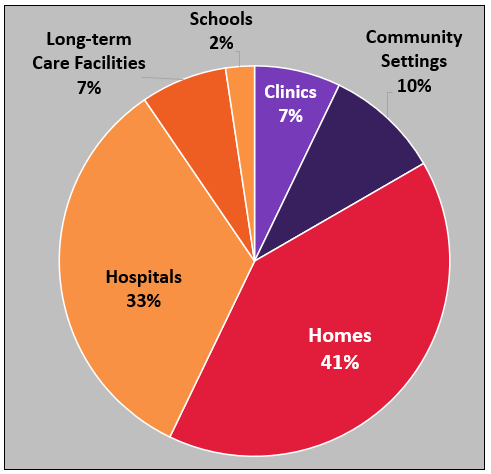 Schools
2%
Long-term
Care Facilities
7%
Community
Settings
10%
Clinics
7%
Hospitals
33%
Homes
41%